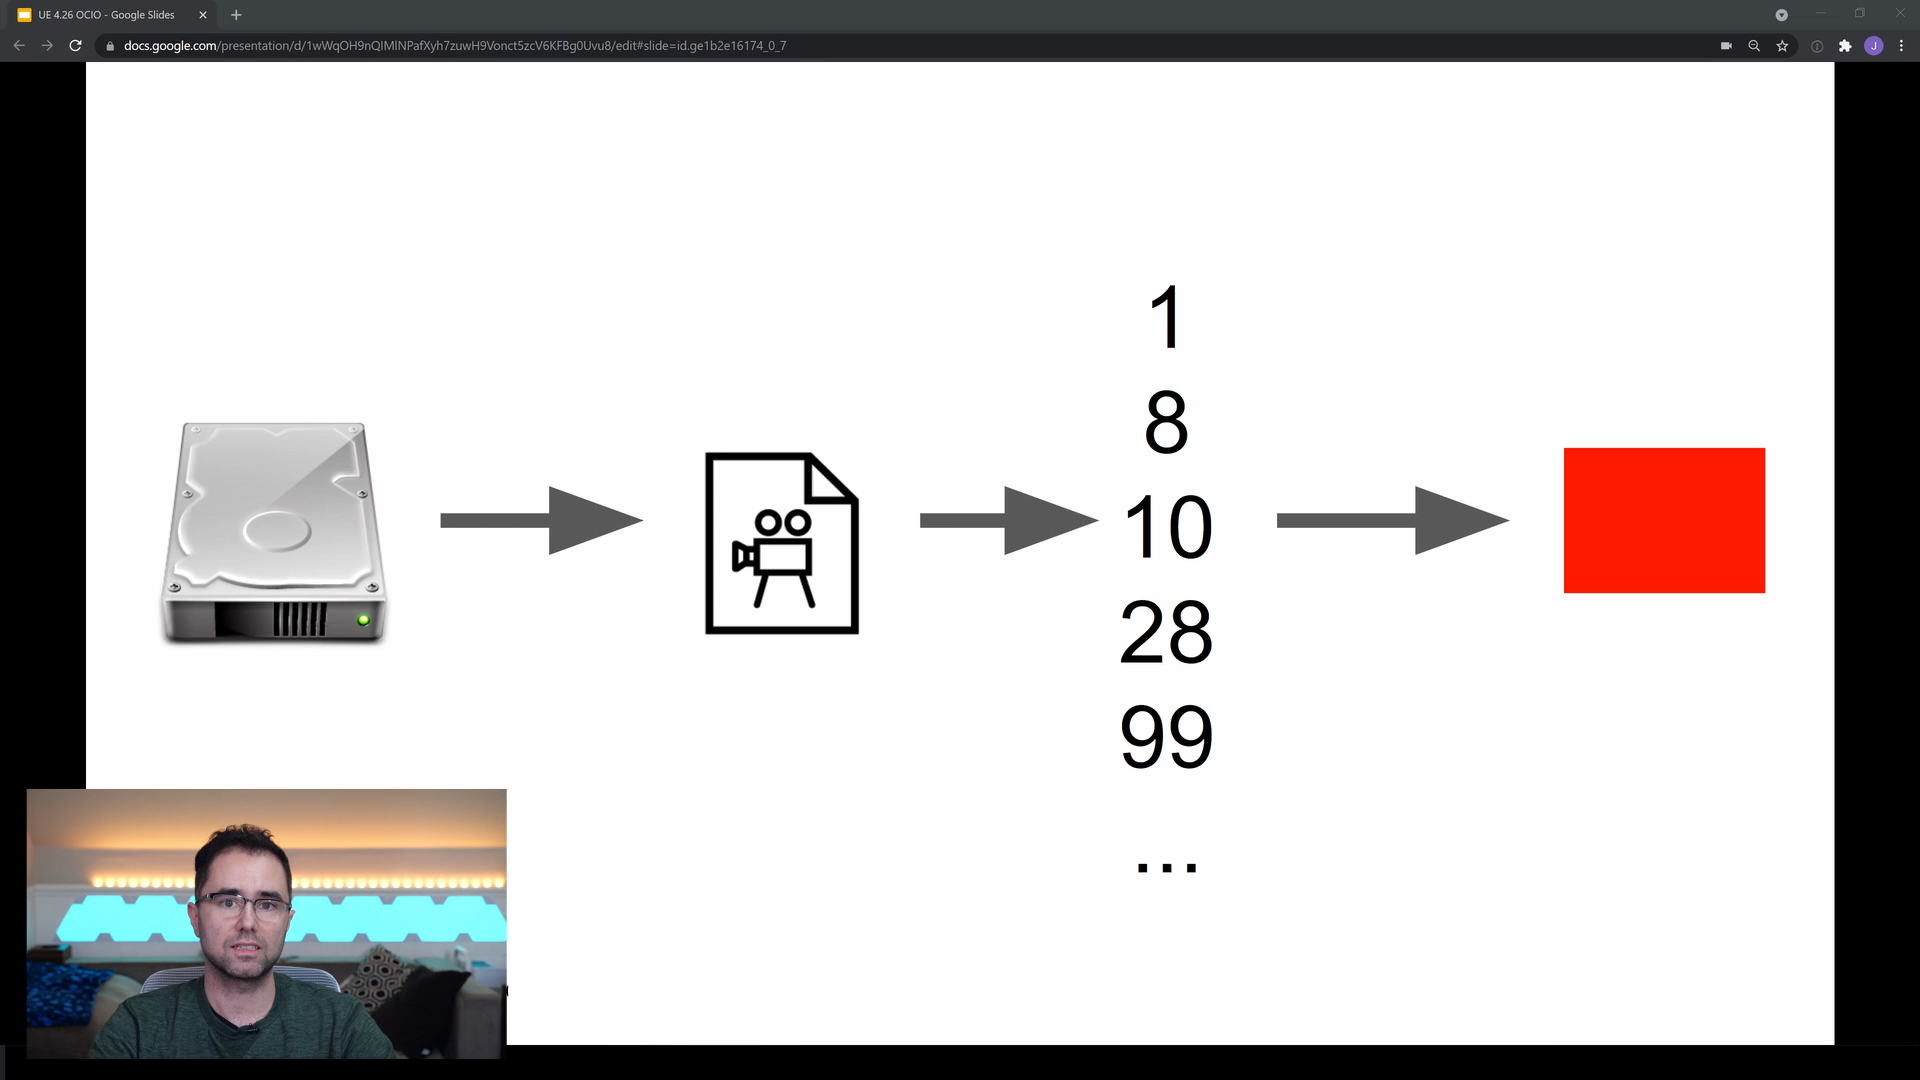 UE 4.26 OCIO - Google Slides
docs.google.com/presentation/d/1wWqOH9nQIMlNPafXyh7zuwH9Vonct5zcV6KFBg0Uvu8/edit#slide=id.ge1b2e16174_0_7
J
1
8
10
28
99
...